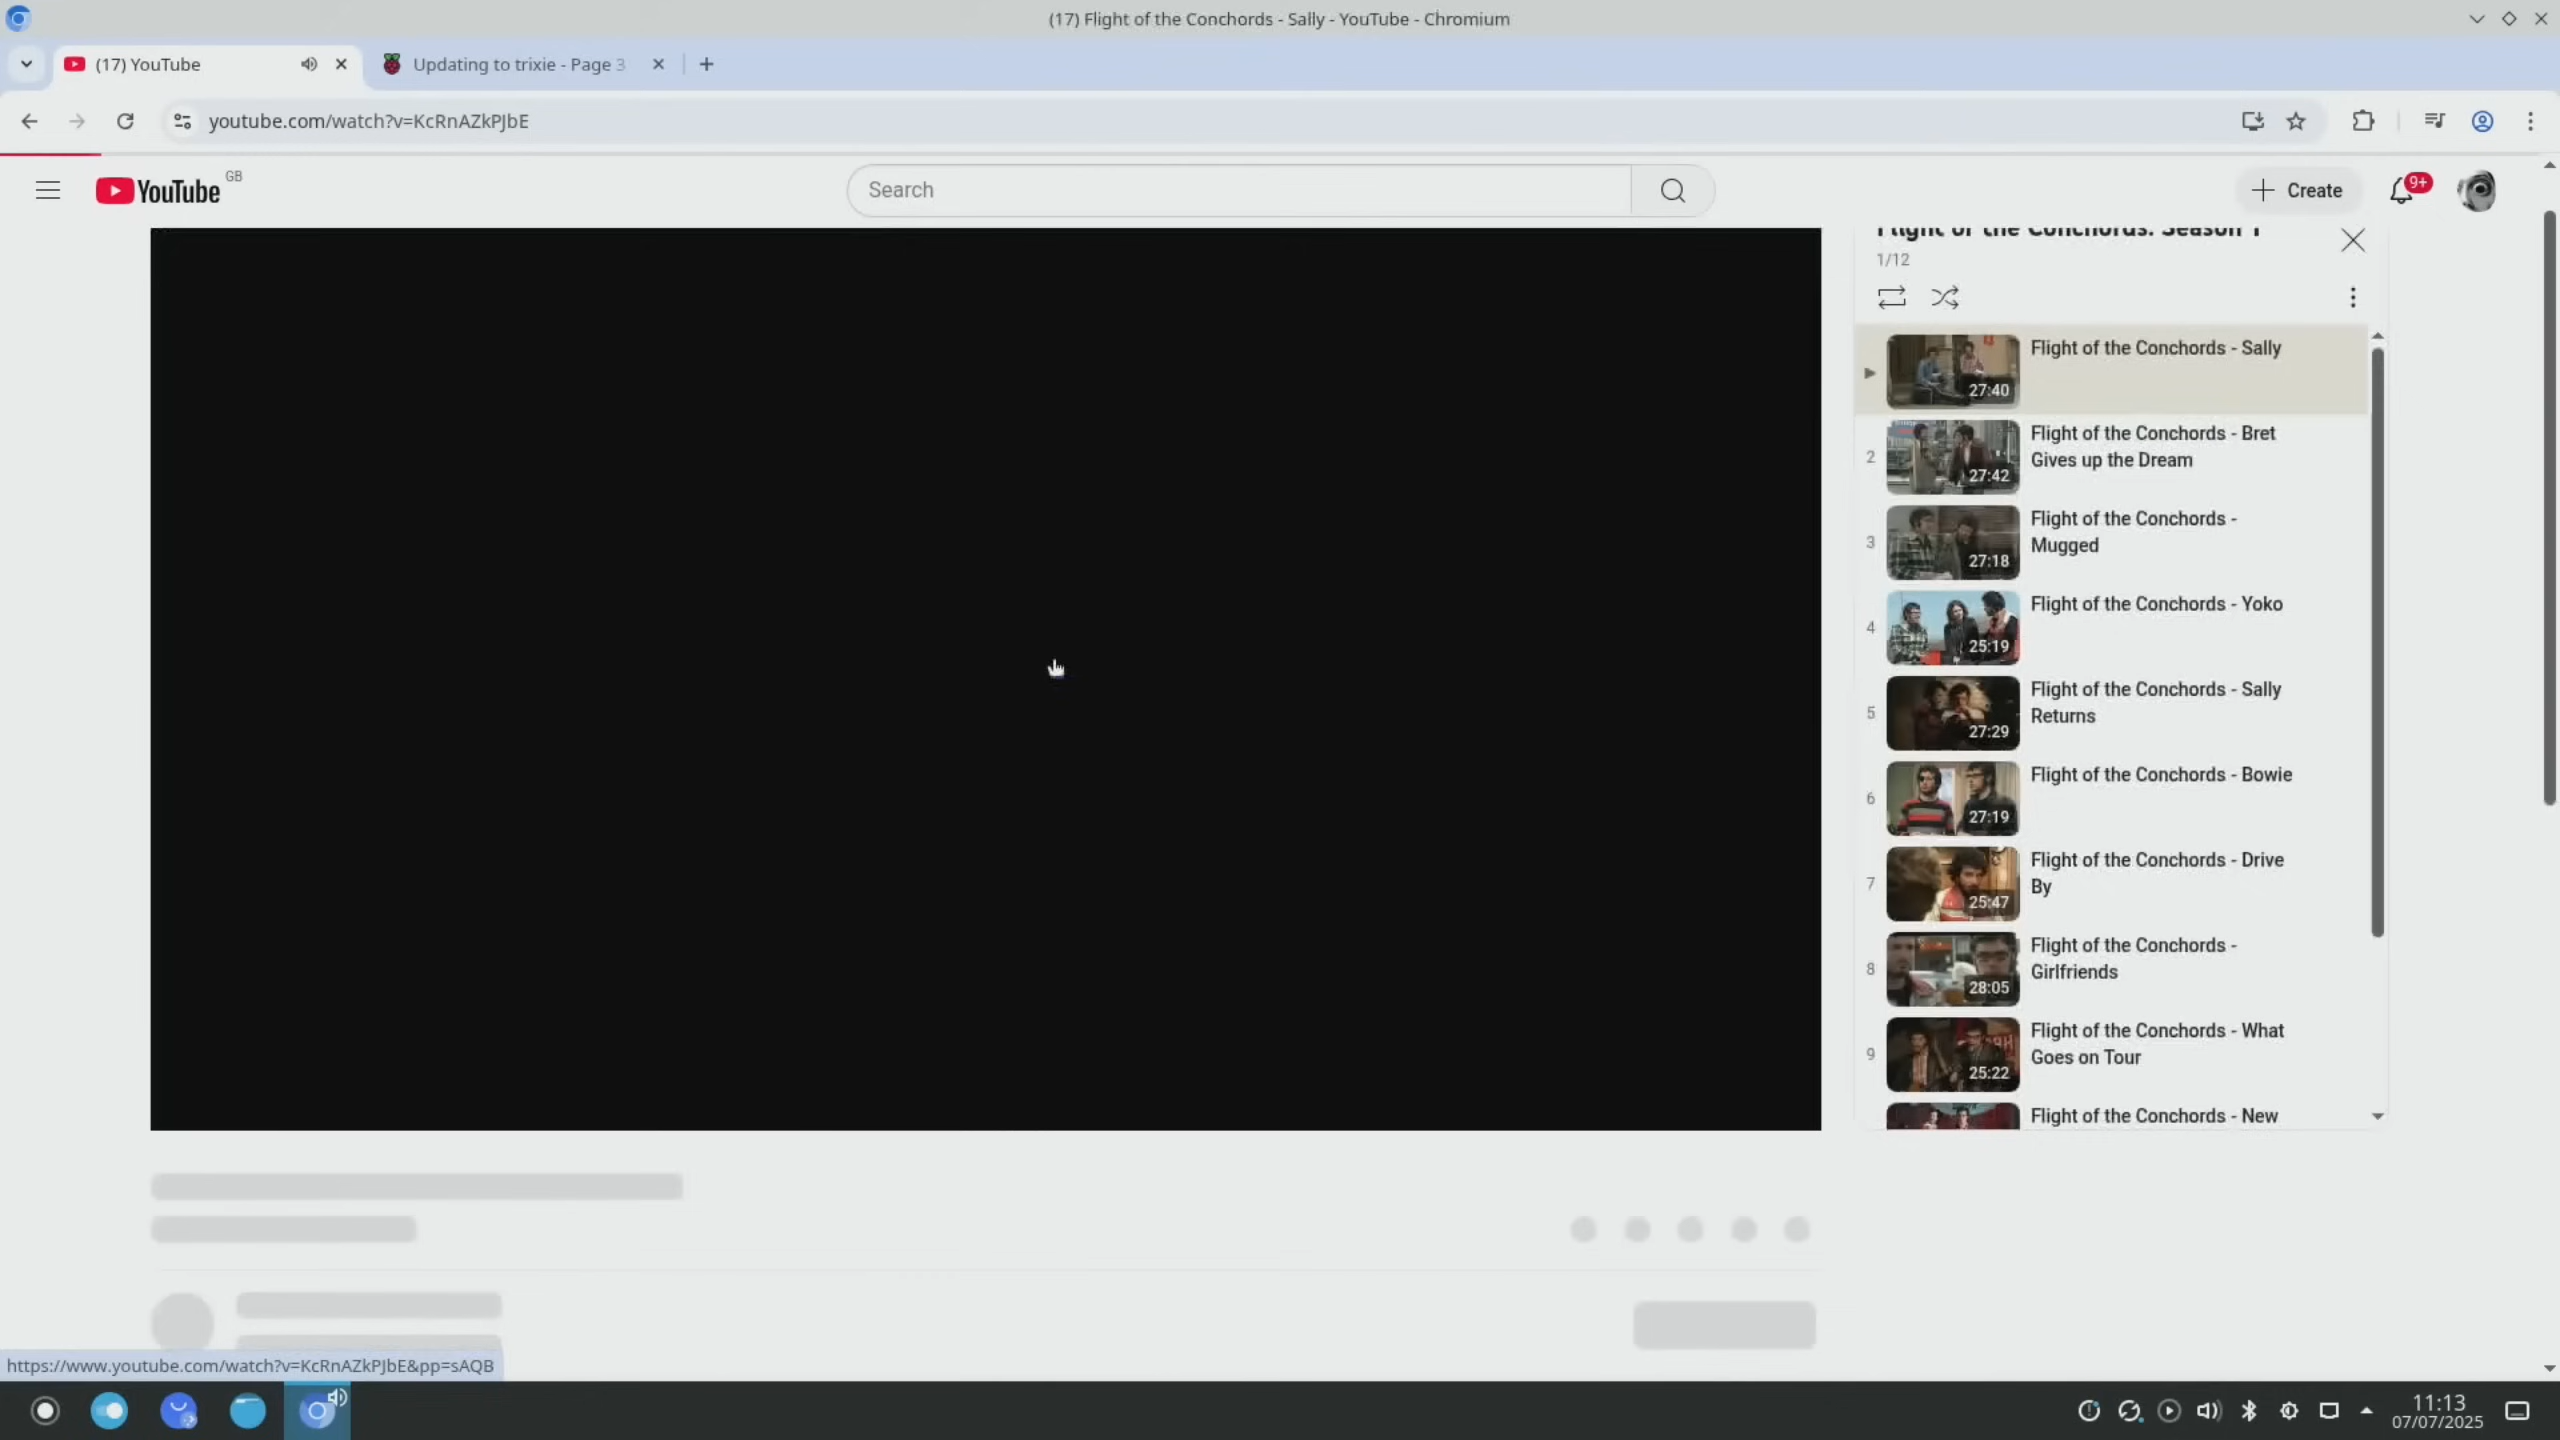 (17) Flight of the Conchords - Sally - YouTube - Chromium
(17) YouTube
Updating to trixie - Page 3
youtube.com/watch?v=KcRnAZkPJbE
YouTube GB
Search
Create
9+
Flight of the Conchords: Season 1
1/12
27:40
Flight of the Conchords - Sally
2
27:42
Flight of the Conchords - Bret
Gives up the Dream
3
27:18
Flight of the Conchords -
Mugged
4
25:19
Flight of the Conchords - Yoko
5
27:29
Flight of the Conchords - Sally
Returns
6
27:19
Flight of the Conchords - Bowie
7
25:47
Flight of the Conchords - Drive
By
8
28:05
Flight of the Conchords -
Girlfriends
9
25:22
Flight of the Conchords - What
Goes on Tour
Flight of the Conchords - New
https://www.youtube.com/watch?v=KcRnAZkPJbE&pp=sAQB
11:13
07/07/2025